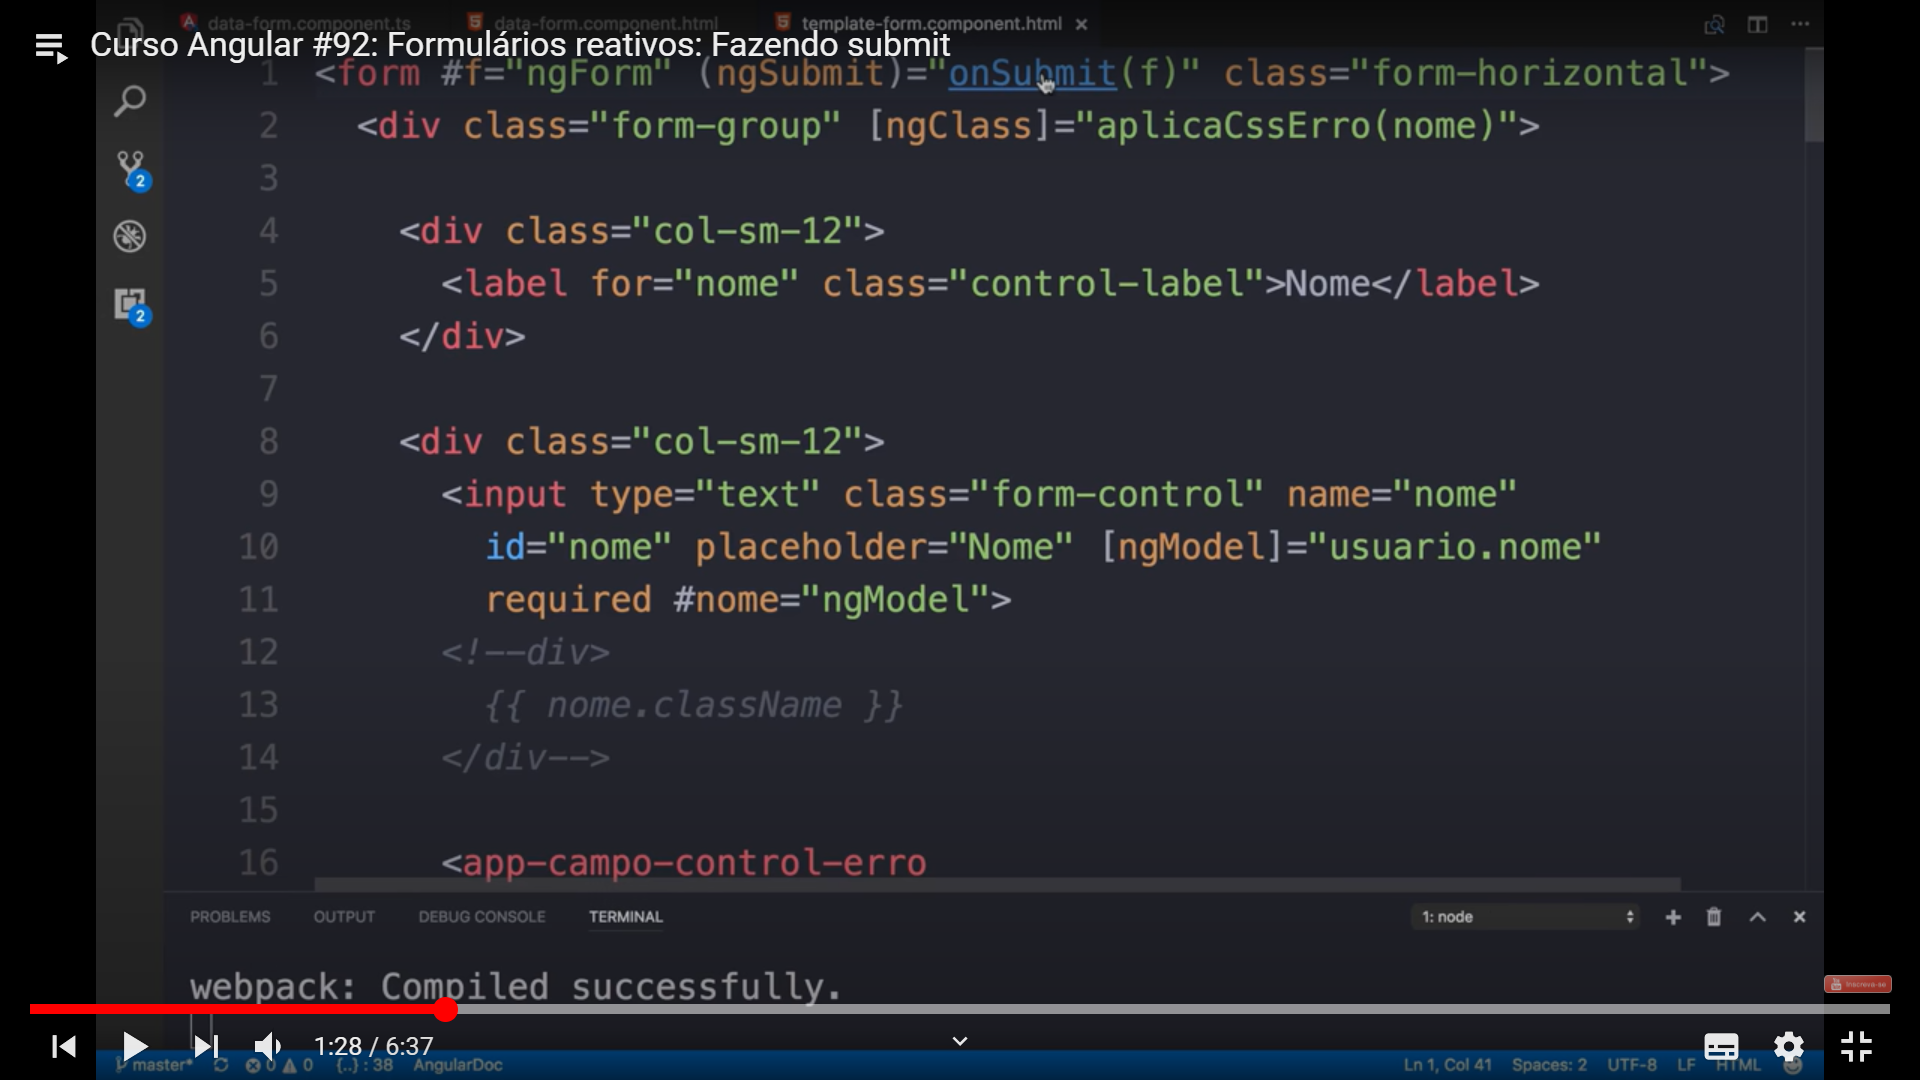 data-form.component.ts data-form.component.html template-form.component.html
Curso Angular #92: Formulários reativos: Fazendo submit
1 <form #f="ngForm" (ngSubmit)="onSubmit(f)" class="form-horizontal">
2 <div class="form-group" [ngClass]="aplicaCssErro(nome)">
3
4 <div class="col-sm-12">
5 <label for="nome" class="control-label">Nome</label>
6 </div>
7
8 <div class="col-sm-12">
9 <input type="text" class="form-control" name="nome"
10 id="nome" placeholder="Nome" [ngModel]="usuario.nome"
11 required #nome="ngModel">
12 <!--div>
13 {{ nome.className }}
14 </div-->
15
16 <app-campo-control-erro
2
2
PROBLEMS OUTPUT DEBUG CONSOLE TERMINAL 1: node
webpack: Compiled successfully.
Inscreva-se
1:28 / 6:37
master* 0 0 {..} : 38 AngularDoc Ln 1, Col 41 Spaces: 2 UTF-8 LF HTML